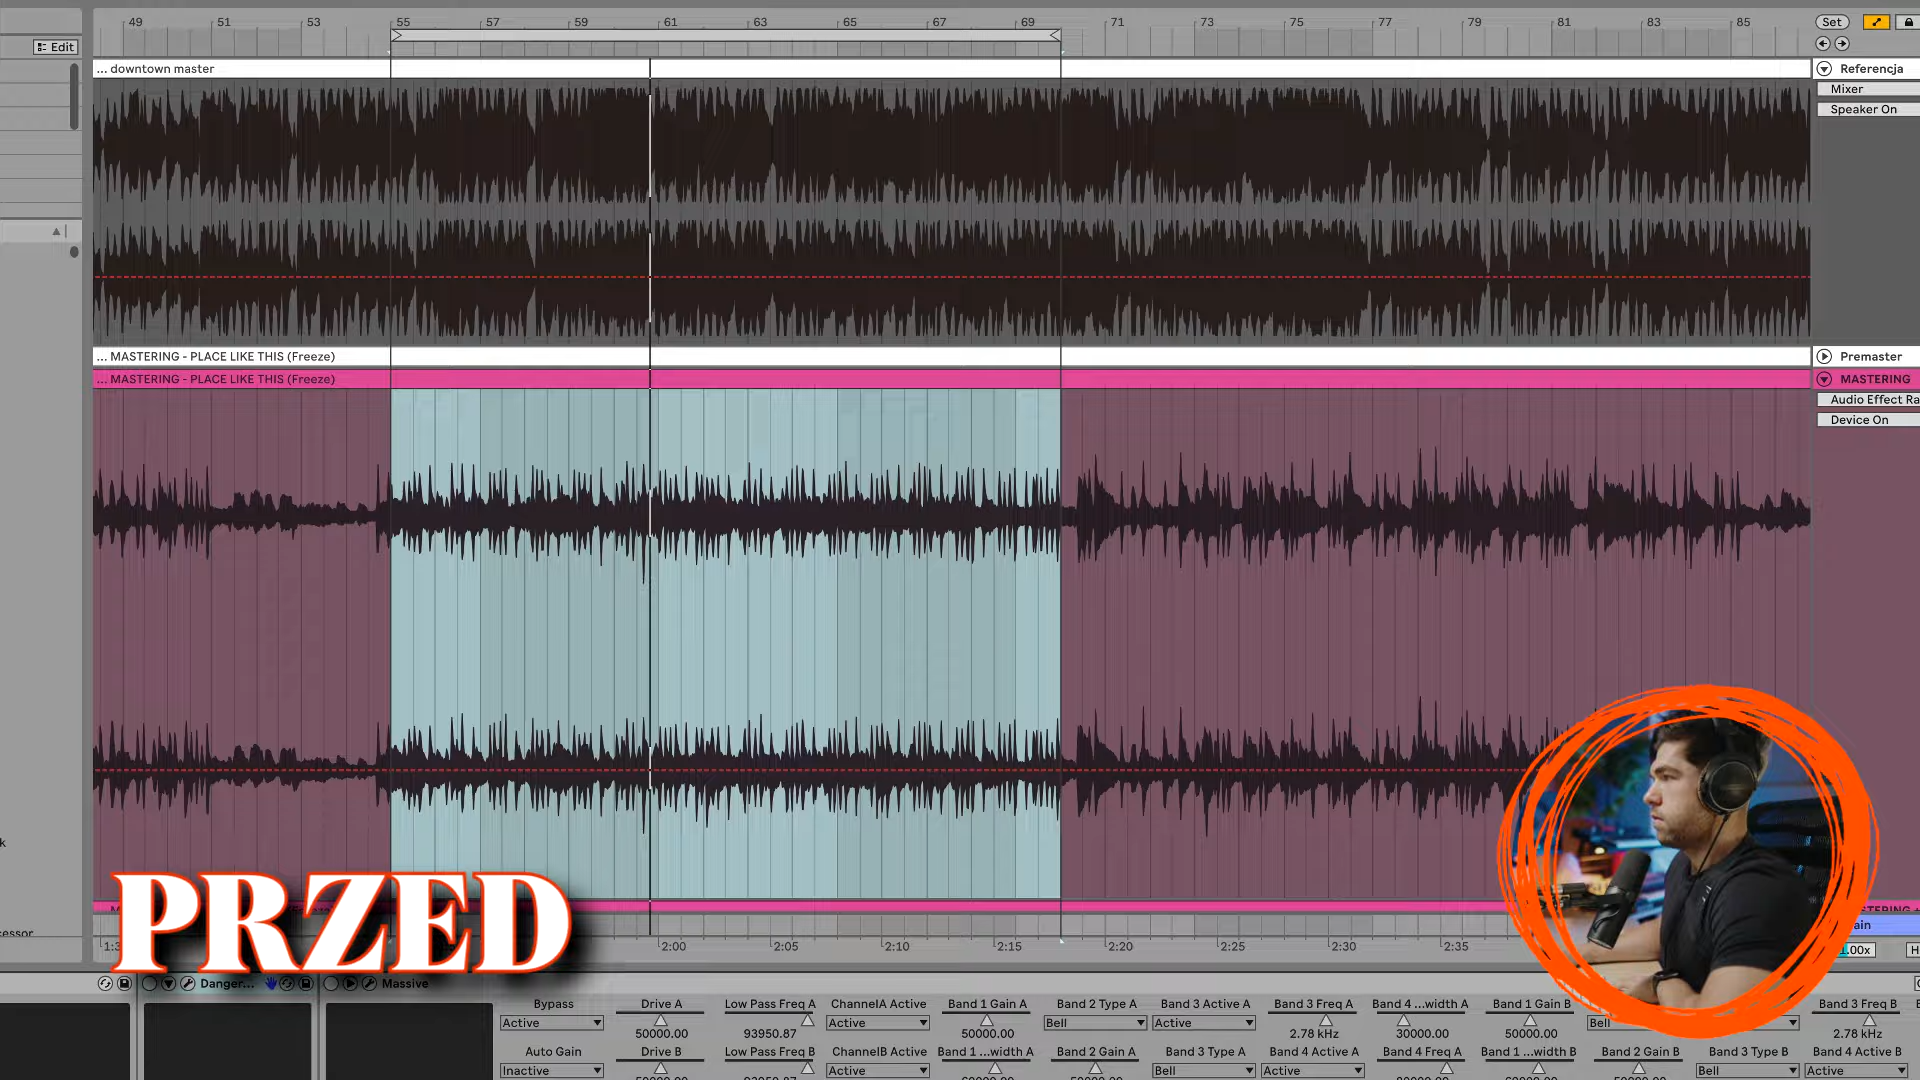 49 51 53 55 57 59 61 63 65 67 69 71 73 75 77 79 81 83 85 Set
Edit
... downtown master Referencja
Mixer
Speaker On
... MASTERING - PLACE LIKE THIS (Freeze) Premaster
... MASTERING - PLACE LIKE THIS (Freeze) MASTERING
Audio Effect Ra
Device On
k
PRZED
cessor
ain
2:00 2:05 2:10 2:15 2:20 2:25 2:30 2:35 1.00x H
Danger... Massive
Bypass Drive A Low Pass Freq A ChannelA Active Band 1 Gain A Band 2 Type A Band 3 Active A Band 3 Freq A Band 4 ...width A Band 1 Gain B Band 3 Freq B
Active 50000.00 93950.87 Active 50000.00 Bell Active 2.78 kHz 30000.00 50000.00 Bell 2.78 kHz
Auto Gain Drive B Low Pass Freq B ChannelB Active Band 1 ...width A Band 2 Gain A Band 3 Type A Band 4 Active A Band 4 Freq A Band 1 ...width B Band 2 Gain B Band 3 Type B Band 4 Active B
Inactive Active Bell Active Bell Active